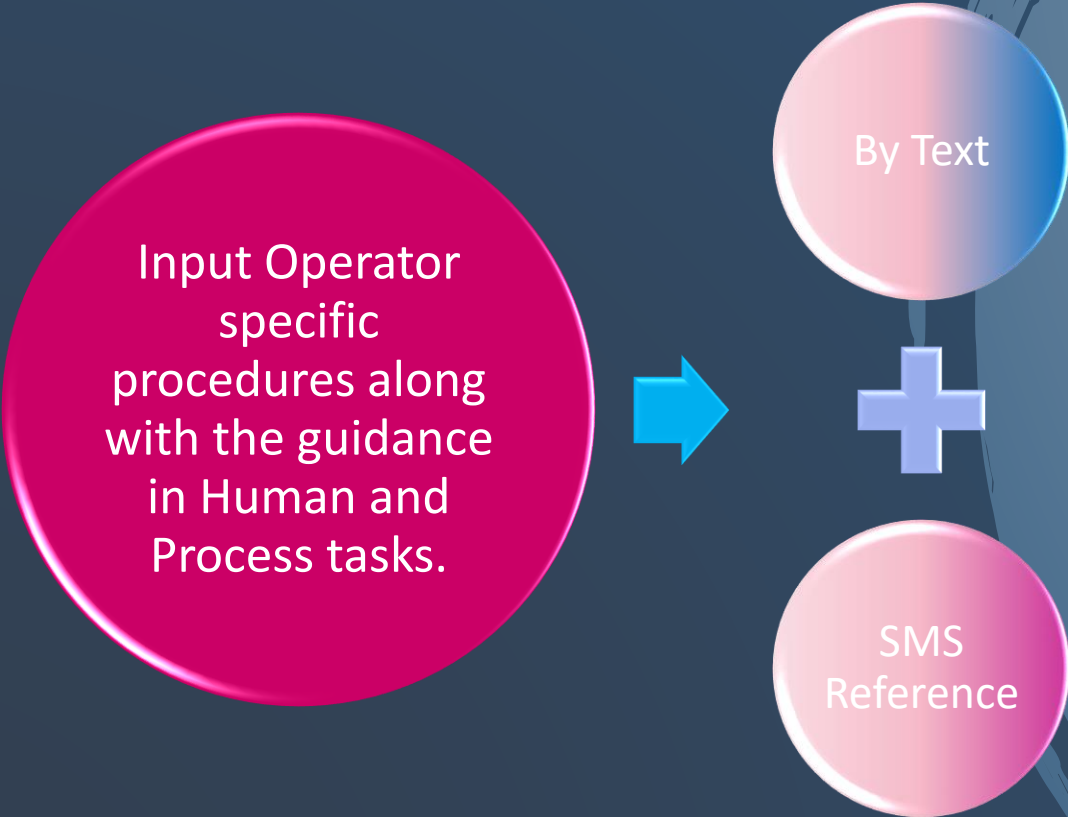 Input Operator
specific
procedures along
with the guidance
in Human and
Process tasks.
By Text
SMS
Reference